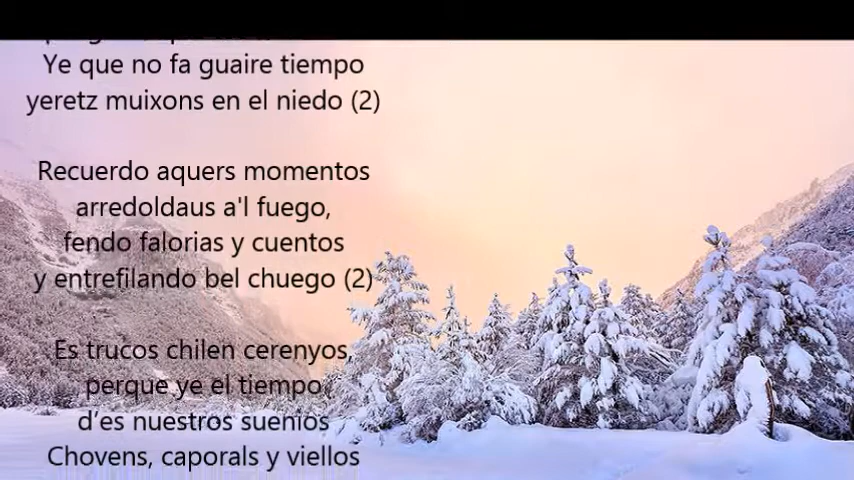 Ye que no fa guaire tiempo
yeretz muixons en el niedo (2)
Recuerdo aquers momentos
arredoldaus a'l fuego,
fendo falorias y cuentos
y entrefilando bel chuego (2)
Es trucos chilen cerenyos,
perque ye el tiempo
d’es nuestros suenios
Chovens, caporals y viellos